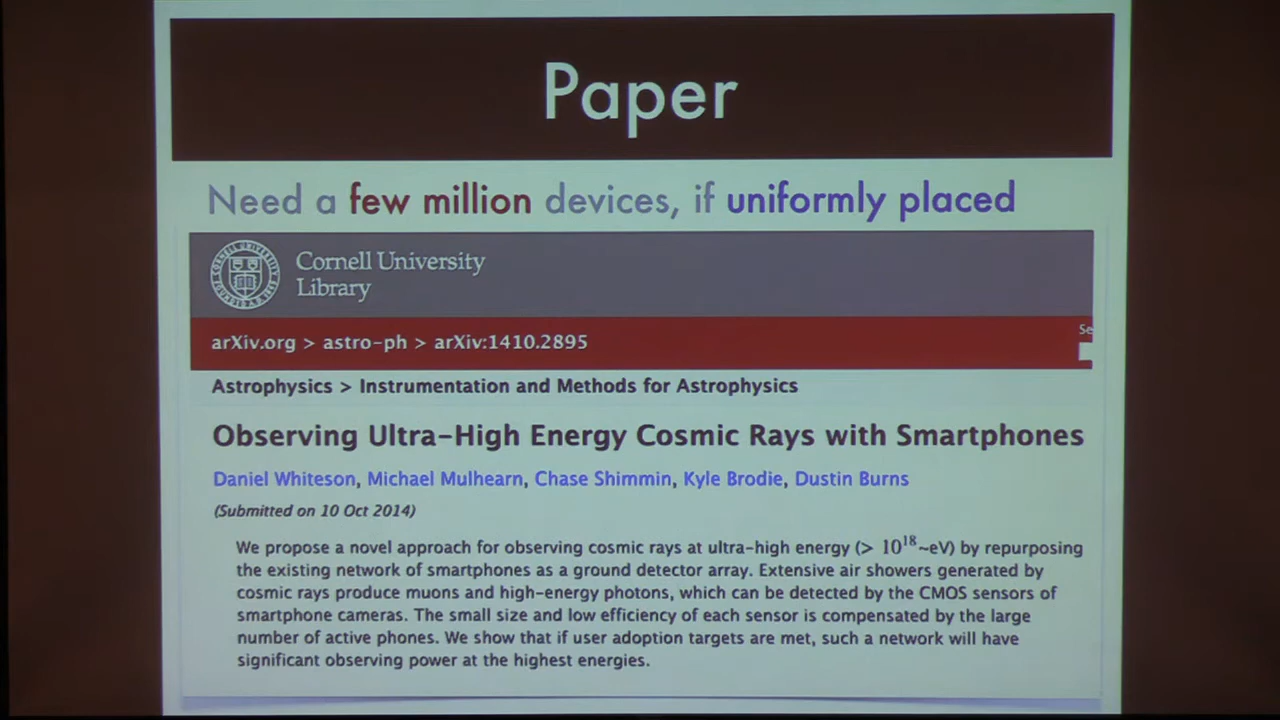 Paper
Need a few million devices, if uniformly placed
Cornell University
Library
arXiv.org > astro-ph > arXiv:1410.2895
Se
Astrophysics > Instrumentation and Methods for Astrophysics
Observing Ultra-High Energy Cosmic Rays with Smartphones
Daniel Whiteson, Michael Mulhearn, Chase Shimmin, Kyle Brodie, Dustin Burns
(Submitted on 10 Oct 2014)
We propose a novel approach for observing cosmic rays at ultra-high energy (> 10¹⁸~eV) by repurposing
the existing network of smartphones as a ground detector array. Extensive air showers generated by
cosmic rays produce muons and high-energy photons, which can be detected by the CMOS sensors of
smartphone cameras. The small size and low efficiency of each sensor is compensated by the large
number of active phones. We show that if user adoption targets are met, such a network will have
significant observing power at the highest energies.